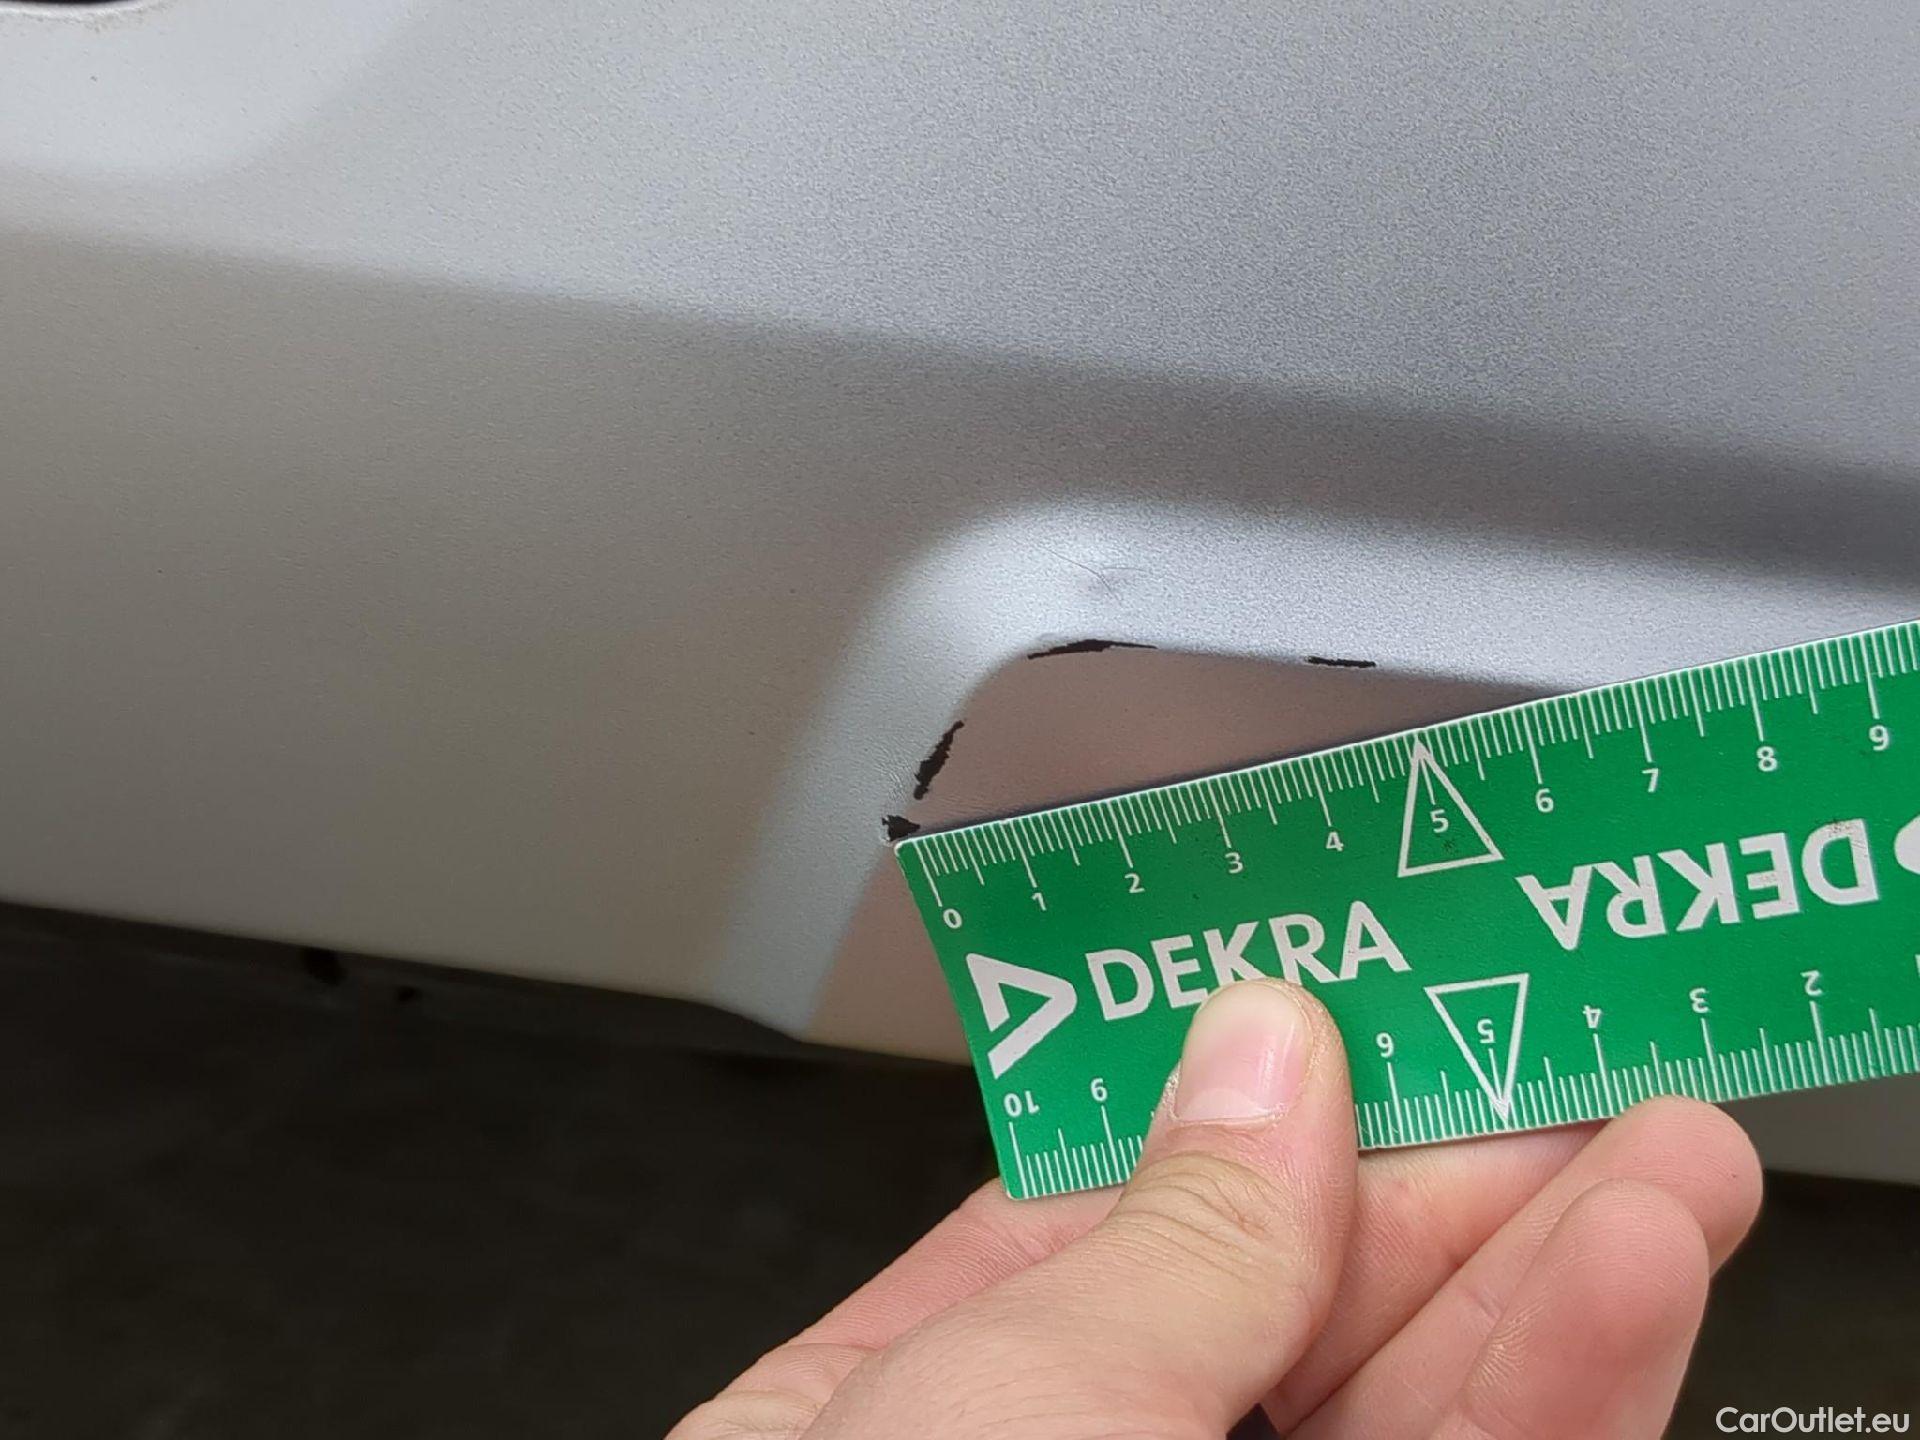 0 1 2 3 4 5 6 7 8 9
DEKRA
DEKRA
10 9 6 5 4 3 2
CarOutlet.eu